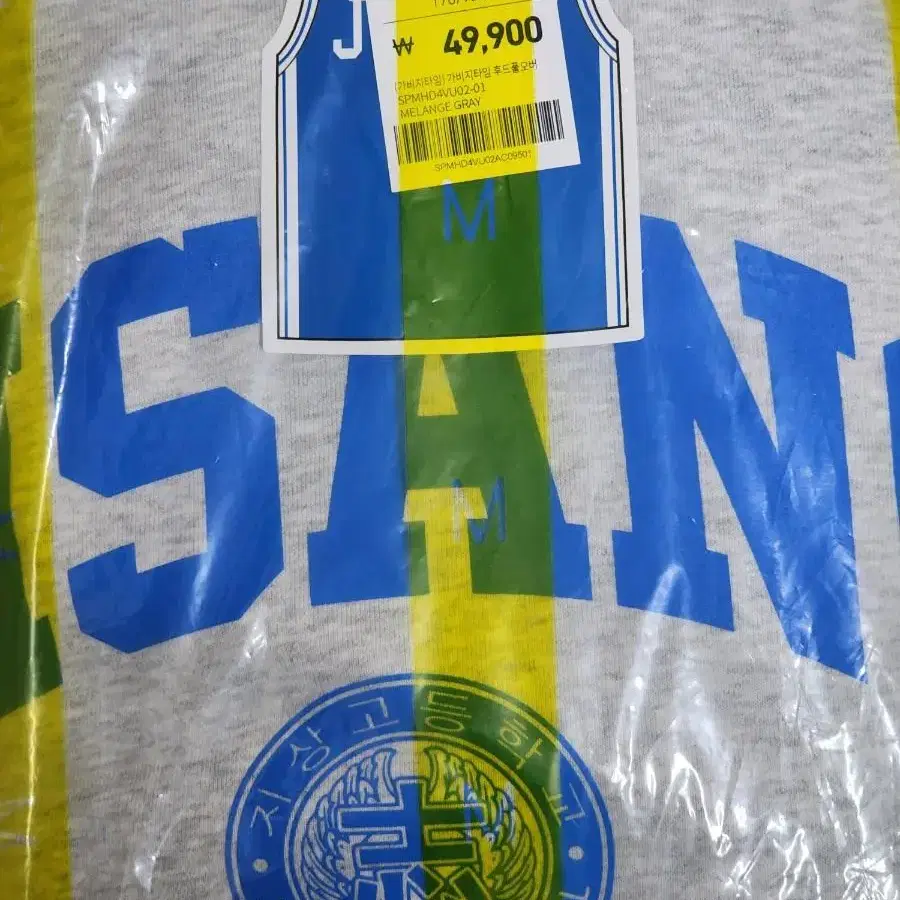 J
₩ 49,900
(가비지타임) 가비지타임 후드풀오버
SPMHD4VU02-01
MELANGE GRAY
SPMHD4VU02AC09501
M
SAN
M
지상고등학교